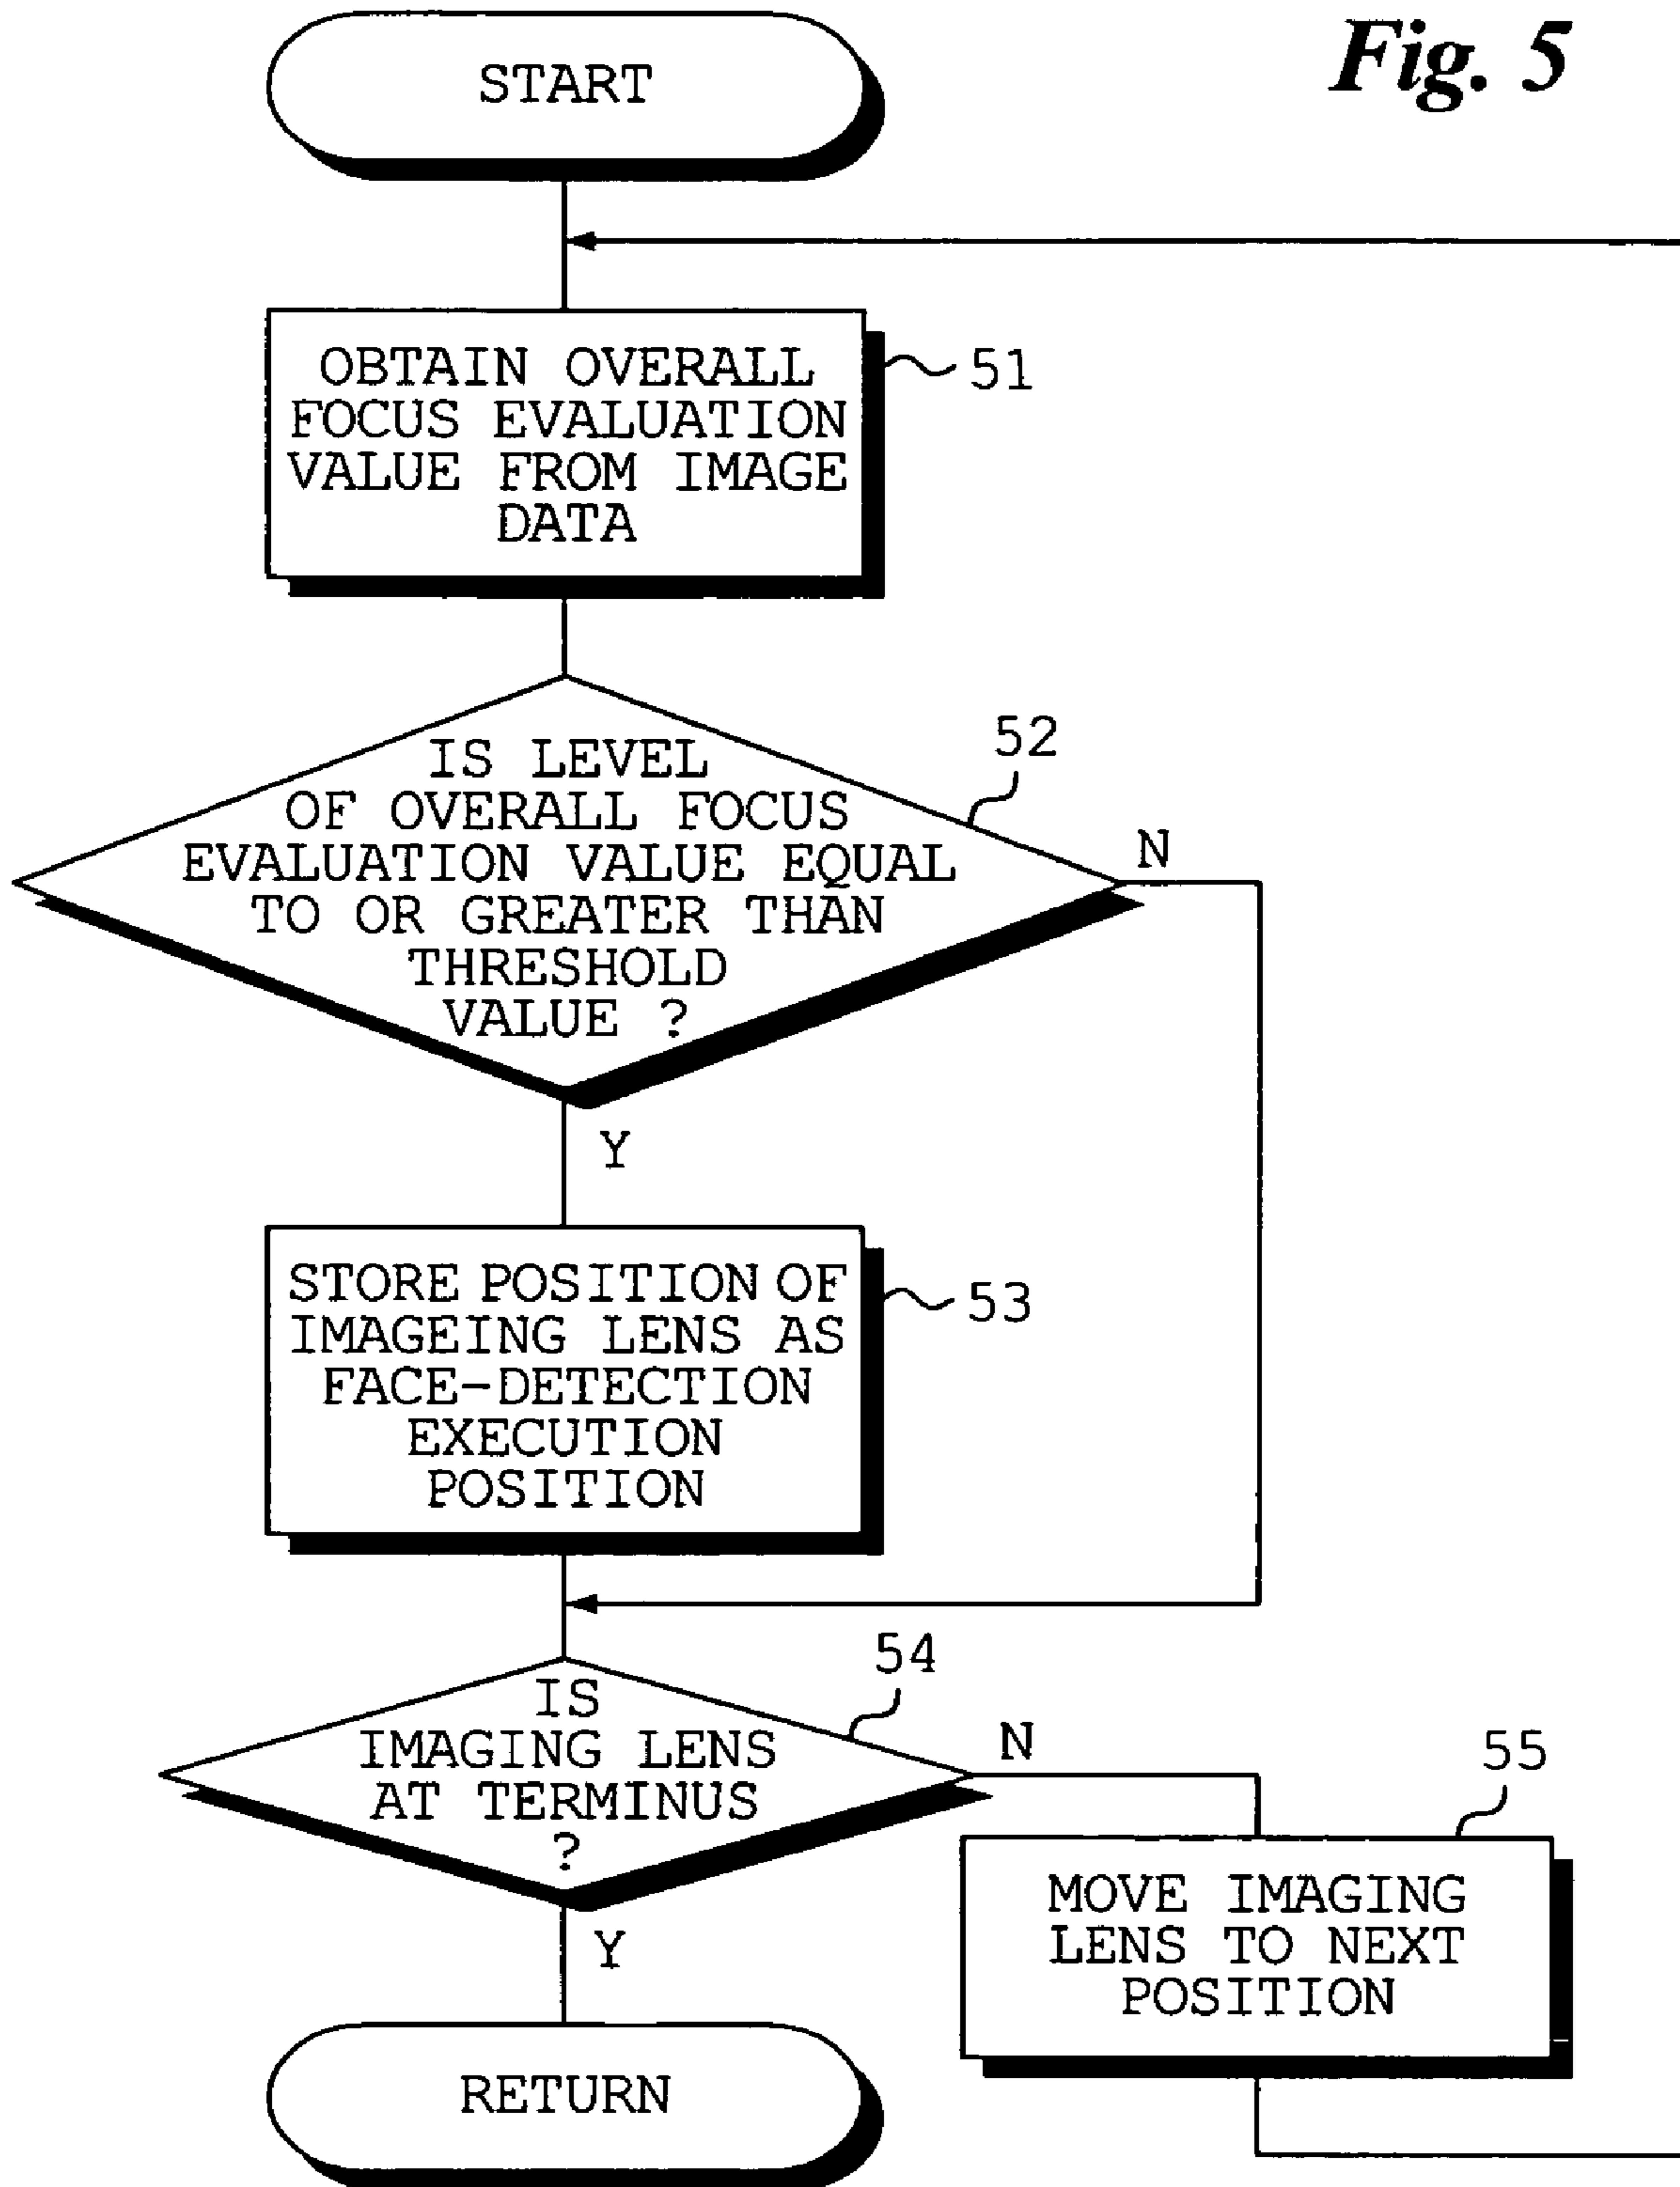 Fig. 5
START
OBTAIN OVERALL
FOCUS EVALUATION
VALUE FROM IMAGE
DATA
51
IS LEVEL
OF OVERALL FOCUS
EVALUATION VALUE EQUAL
TO OR GREATER THAN
THRESHOLD
VALUE ?
52
N
Y
STORE POSITION OF
IMAGEING LENS AS
FACE-DETECTION
EXECUTION
POSITION
53
IS
IMAGING LENS
AT TERMINUS
?
54
N
Y
55
MOVE IMAGING
LENS TO NEXT
POSITION
RETURN